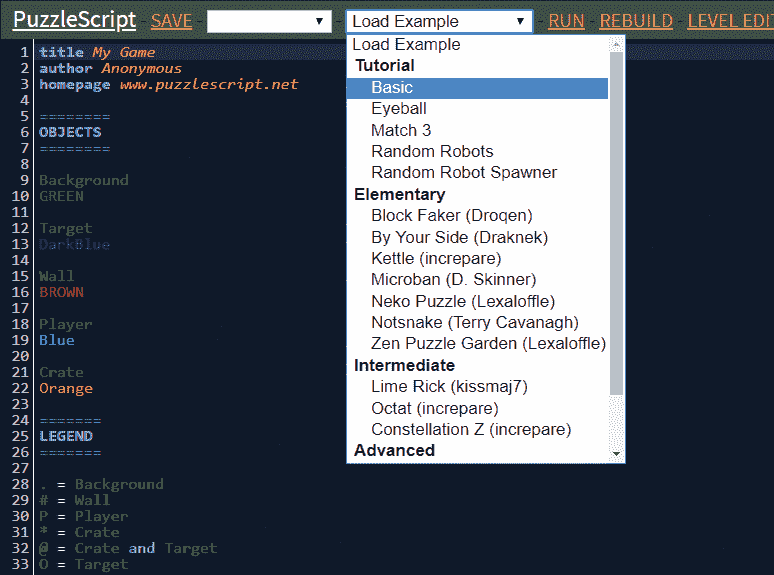 PuzzleScript - SAVE - Load Example - RUN - REBUILD - LEVEL EDIT
1 title My Game
2 author Anonymous
3 homepage www.puzzlescript.net
4
5 ========
6 OBJECTS
7 ========
8
9 Background
10 GREEN
11
12 Target
13 DarkBlue
14
15 Wall
16 BROWN
17
18 Player
19 Blue
20
21 Crate
22 Orange
23
24 =======
25 LEGEND
26 =======
27
28 . = Background
29 # = Wall
30 P = Player
31 * = Crate
32 @ = Crate and Target
33 O = Target
Load Example
Tutorial
Basic
Eyeball
Match 3
Random Robots
Random Robot Spawner
Elementary
Block Faker (Droqen)
By Your Side (Draknek)
Kettle (increpare)
Microban (D. Skinner)
Neko Puzzle (Lexaloffle)
Notsnake (Terry Cavanagh)
Zen Puzzle Garden (Lexaloffle)
Intermediate
Lime Rick (kissmaj7)
Octat (increpare)
Constellation Z (increpare)
Advanced